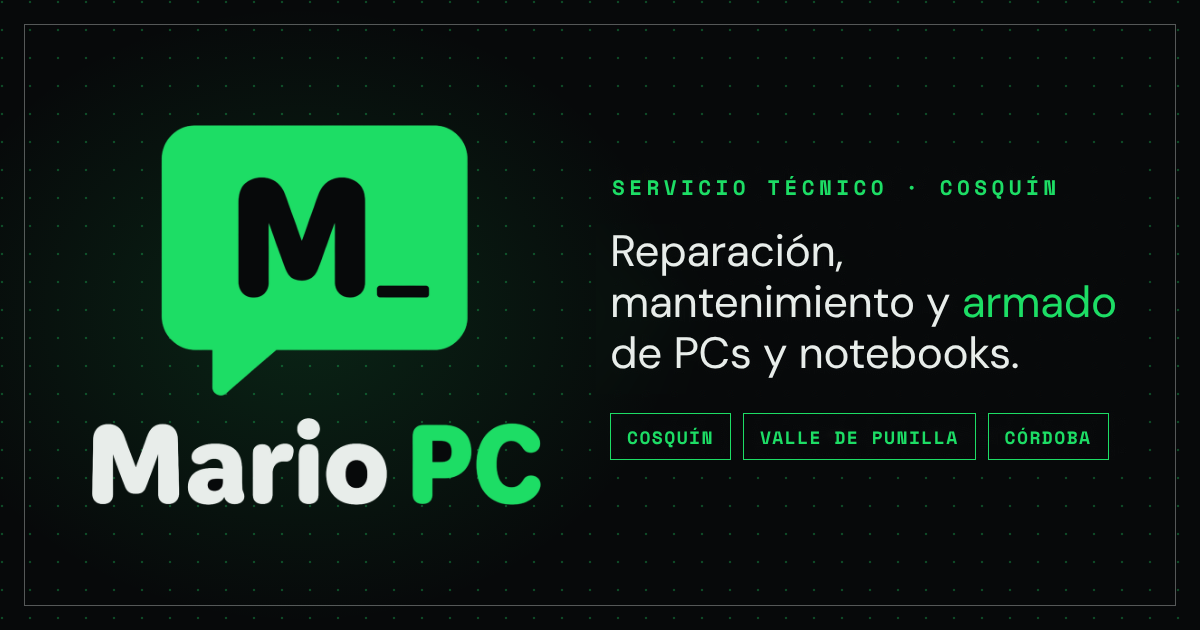 M_
Mario PC
SERVICIO TÉCNICO · COSQUÍN
Reparación,
mantenimiento y armado
de PCs y notebooks.
COSQUÍN
VALLE DE PUNILLA
CÓRDOBA